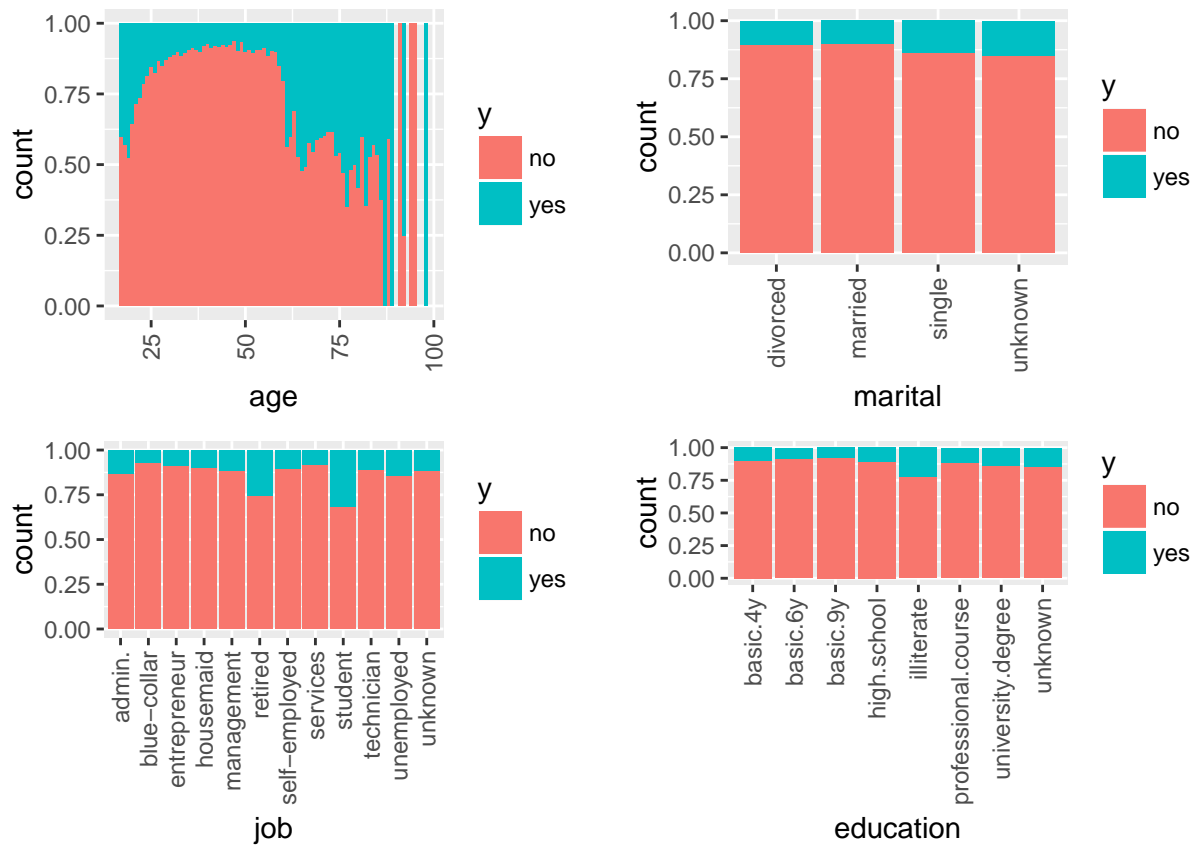 1.00
0.75
0.50
0.25
0.00
count
25
50
75
100
age
y
no
yes
1.00
0.75
0.50
0.25
0.00
count
divorced
married
single
unknown
marital
y
no
yes
1.00
0.75
0.50
0.25
0.00
count
admin.
blue−collar
entrepreneur
housemaid
management
retired
self−employed
services
student
technician
unemployed
unknown
job
y
no
yes
1.00
0.75
0.50
0.25
0.00
count
basic.4y
basic.6y
basic.9y
high.school
illiterate
professional.course
university.degree
unknown
education
y
no
yes